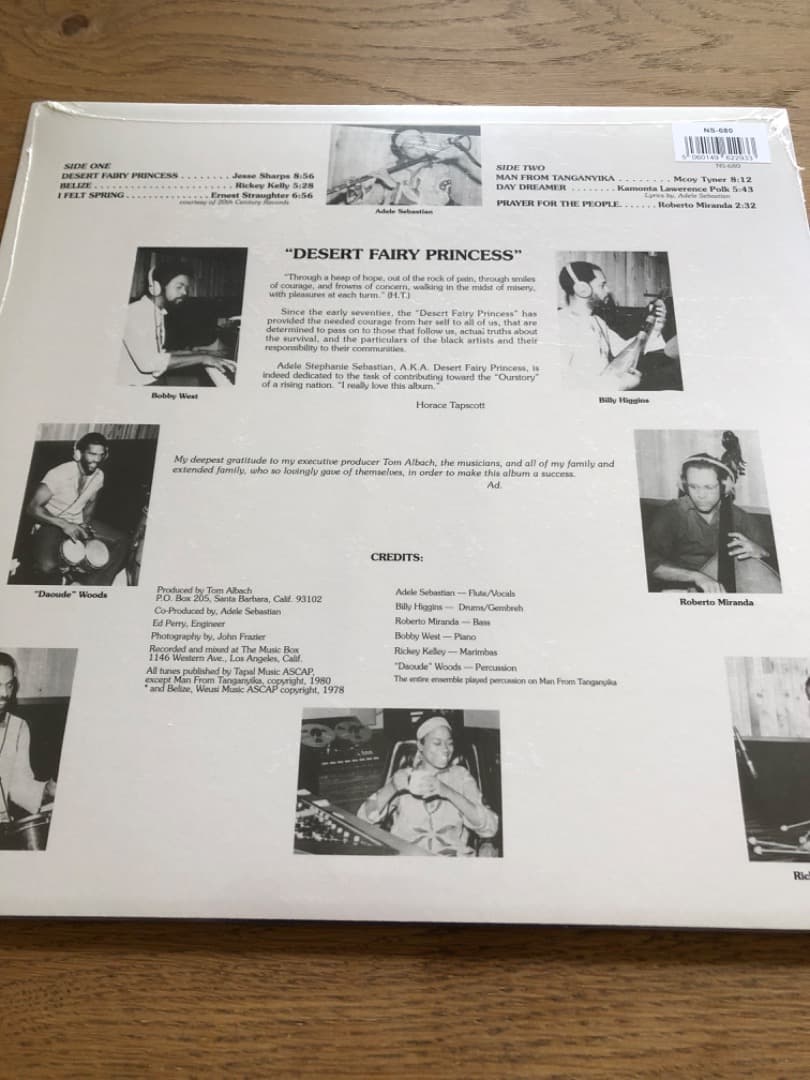 NS-680
5 060149 622933
NS-680
SIDE ONE
DESERT FAIRY PRINCESS . . . . . . . . Jesse Sharps 8:56
BELIZE . . . . . . . . . . . . . . . . . . . . . . Rickey Kelly 5:28
I FELT SPRING . . . . . . . . . . . . . Ernest Straughter 6:56
courtesy of 20th Century Records
SIDE TWO
MAN FROM TANGANYIKA . . . . . . . . . Mcoy Tyner 8:12
DAY DREAMER . . . . . . . Kamonta Lawerence Polk 5:43
Lyrics by, Adele Sebastian
PRAYER FOR THE PEOPLE. . . . . . Roberto Miranda 2:32
Adele Sebastian
"DESERT FAIRY PRINCESS"
"Through a heap of hope, out of the rock of pain, through smiles
of courage, and frowns of concern, walking in the midst of misery,
with pleasures at each turm." (H.T.)
Since the early seventies, the "Desert Fairy Princess" has
provided the needed courage from her self to all of us, that are
determined to pass on to those that follow us, actual truths about
the survival, and the particulars of the black artists and their
responsibility to their communities.
Adele Stephanie Sebastian, A.K.A. Desert Fairy Princess, is
indeed dedicated to the task of contributing toward the "Ourstory"
of a rising nation. "I really love this album."
Horace Tapscott
Bobby West
Billy Higgins
My deepest gratitude to my executive producer Tom Albach, the musicians, and all of my family and
extended family, who so lovingly gave of themselves, in order to make this album a success.
Ad.
"Daoude" Woods
Roberto Miranda
CREDITS:
Produced by Tom Albach
P.O. Box 205, Santa Barbara, Calif. 93102
Co-Produced by, Adele Sebastian
Ed Perry, Engineer
Photography by, John Frazier
Recorded and mixed at The Music Box
1146 Western Ave., Los Angeles, Calif.
All tunes published by Tapal Music ASCAP,
except Man From Tanganyika, copyright, 1980
* and Belize, Weusi Music ASCAP copyright, 1978
Adele Sebastian — Flute/Vocals
Billy Higgins — Drums/Gembreh
Roberto Miranda — Bass
Bobby West — Piano
Rickey Kelley — Marimbas
"Daoude" Woods — Percussion
The entire ensemble played percussion on Man From Tanganyika